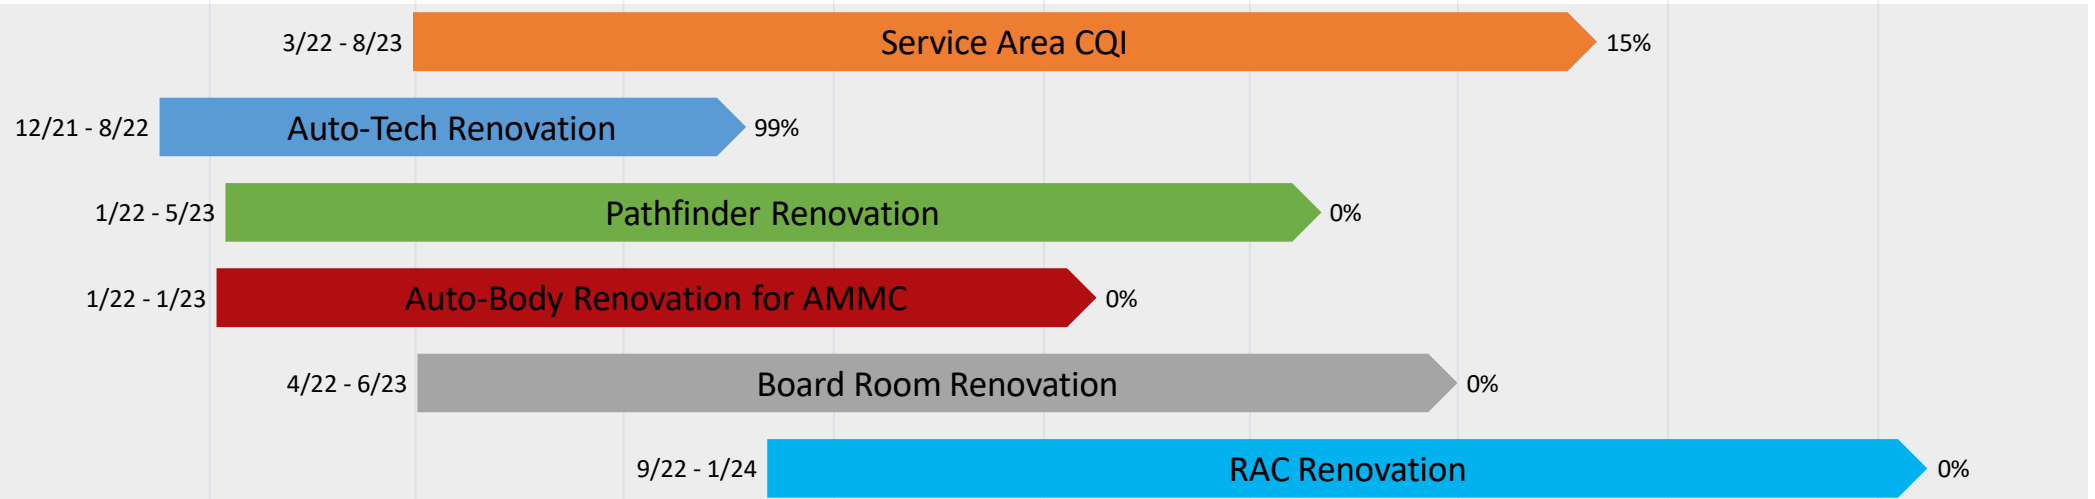 3/22 - 8/23 Service Area CQI 15%
12/21 - 8/22 Auto-Tech Renovation 99%
1/22 - 5/23 Pathfinder Renovation 0%
1/22 - 1/23 Auto-Body Renovation for AMMC 0%
4/22 - 6/23 Board Room Renovation 0%
9/22 - 1/24 RAC Renovation 0%